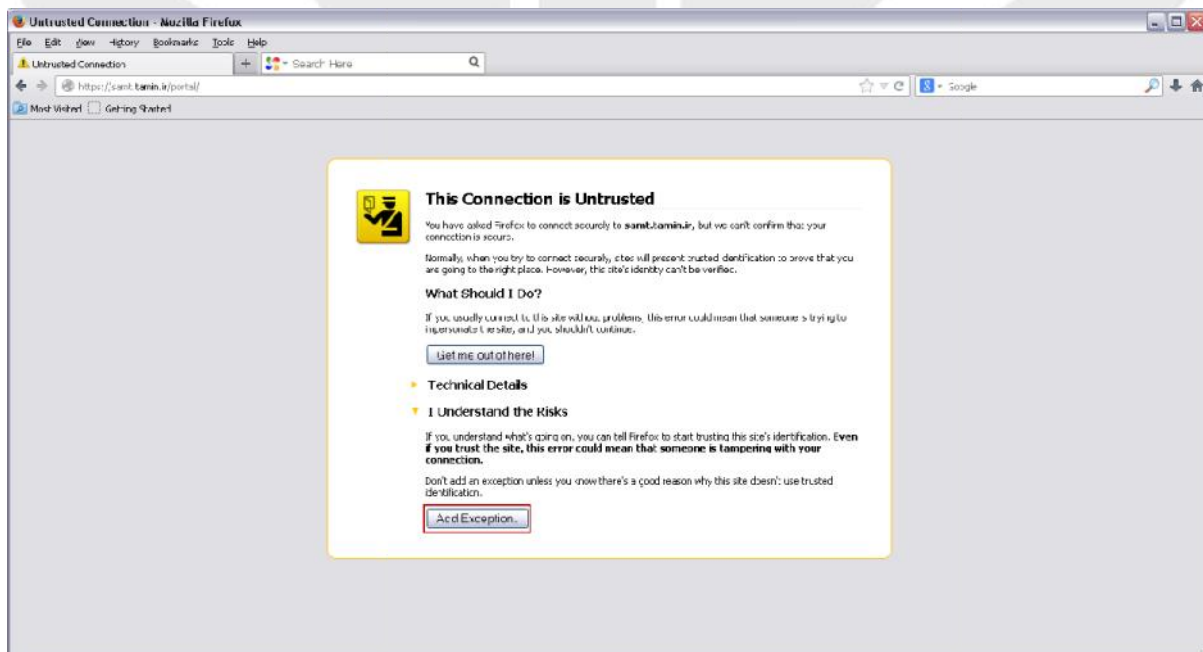 Untrusted Connection - Mozilla Firefox
File Edit View History Bookmarks Tools Help
Untrusted Connection + Search Here
https://samt.tamin.ir/portal/ Google
Most Visited Getting Started
This Connection is Untrusted
You have asked Firefox to connect securely to samt.tamin.ir, but we can't confirm that your
connection is secure.
Normally, when you try to connect securely, sites will present trusted identification to prove that you
are going to the right place. However, this site's identity can't be verified.
What Should I Do?
If you usually connect to this site without problems, this error could mean that someone is trying to
impersonate the site, and you shouldn't continue.
Get me out of here!
Technical Details
I Understand the Risks
If you understand what's going on, you can tell Firefox to start trusting this site's identification. Even
if you trust the site, this error could mean that someone is tampering with your
connection.
Don't add an exception unless you know there's a good reason why this site doesn't use trusted
identification.
Add Exception...